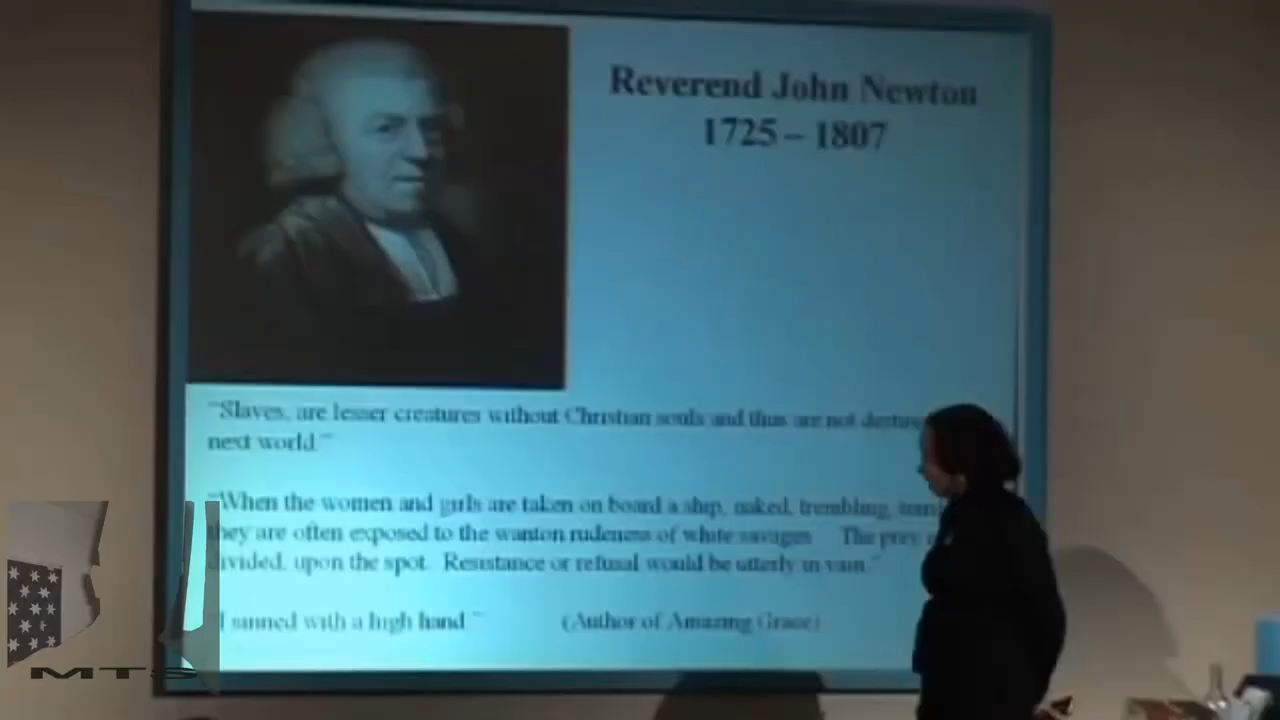 Reverend John Newton
1725 – 1807
"Slaves, are lesser creatures without Christian souls and thus are not
next world."
"When the women and girls are taken on board a ship, naked, trembling,
they are often exposed to the wanton rudeness of white savages The prey
divided, upon the spot. Resistance or refusal would be utterly in vain."
I sinned with a high hand." (Author of Amazing Grace)
MTS